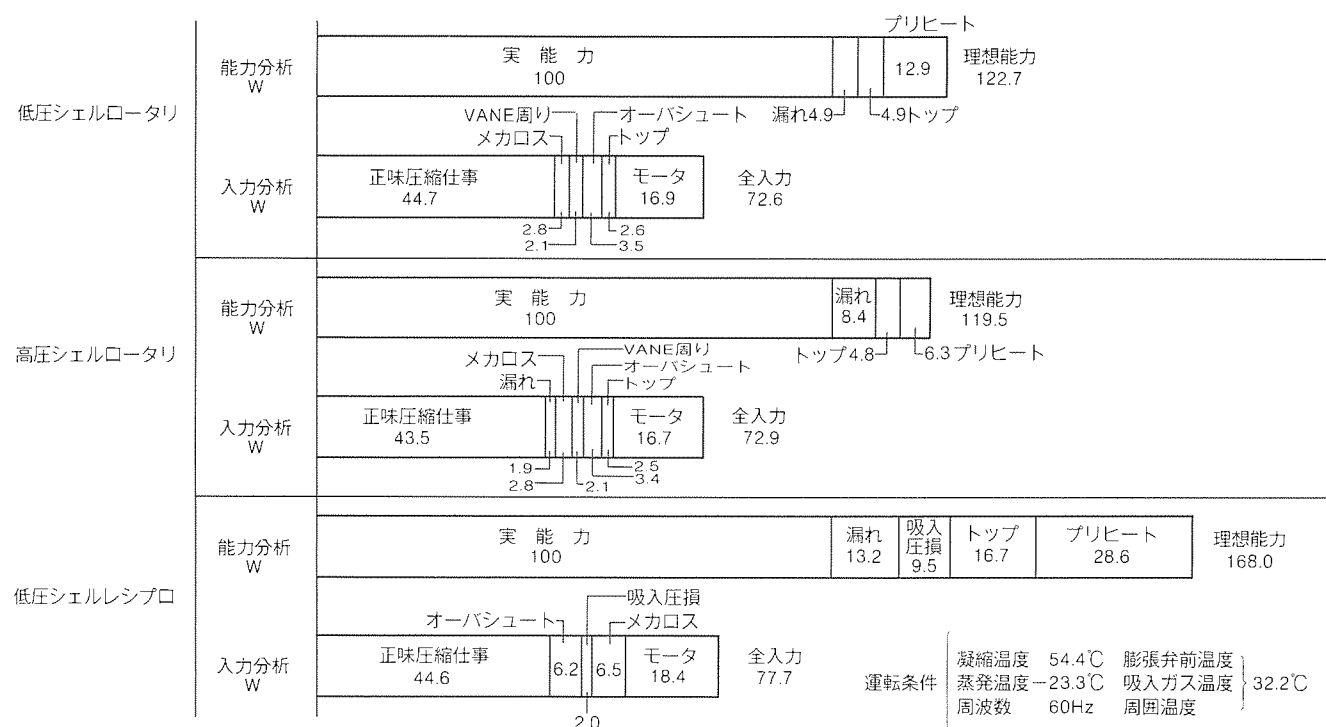 低圧シェルロータリ
能力分析
W
実 能 力
100
プリヒート
12.9
理想能力
122.7
漏れ4.9
4.9トップ
VANE周り
オーバシュート
メカロス
トップ
入力分析
W
正味圧縮仕事
44.7
モータ
16.9
全入力
72.6
2.8
2.6
2.1
3.5
高圧シェルロータリ
能力分析
W
実 能 力
100
漏れ
8.4
理想能力
119.5
トップ4.8
6.3プリヒート
VANE周り
メカロス
オーバシュート
漏れ
トップ
入力分析
W
正味圧縮仕事
43.5
モータ
16.7
全入力
72.9
1.9
2.5
3.4
2.8
2.1
低圧シェルレシプロ
能力分析
W
実 能 力
100
漏れ
13.2
吸入
圧損
9.5
トップ
16.7
プリヒート
28.6
理想能力
168.0
吸入圧損
オーバシュート
メカロス
入力分析
W
正味圧縮仕事
44.6
6.2
6.5
モータ
18.4
全入力
77.7
2.0
運転条件
凝縮温度 54.4℃ 膨張弁前温度
蒸発温度-23.3℃ 吸入ガス温度 32.2℃
周波数 60Hz 周囲温度